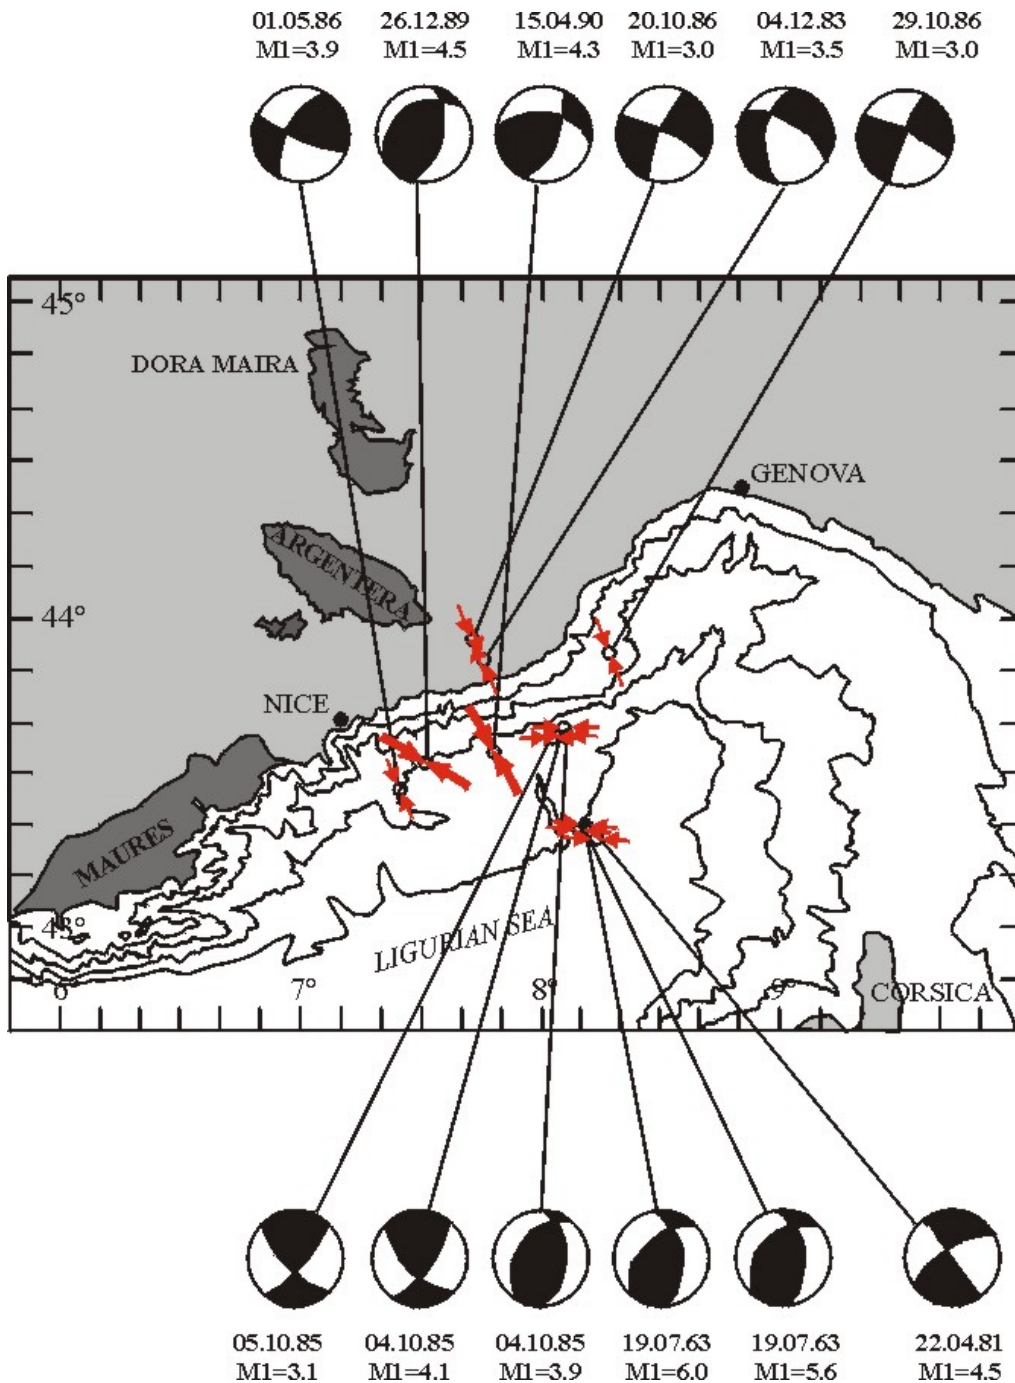 01.05.86 26.12.89 15.04.90 20.10.86 04.12.83 29.10.86
M1=3.9 M1=4.5 M1=4.3 M1=3.0 M1=3.5 M1=3.0
45°
DORA MAIRA
GENOVA
ARGENTERA
44°
NICE
MAURES
43°
LIGURIAN SEA
6° 7° 8° 9° CORSICA
05.10.85 04.10.85 04.10.85 19.07.63 19.07.63 22.04.81
M1=3.1 M1=4.1 M1=3.9 M1=6.0 M1=5.6 M1=4.5